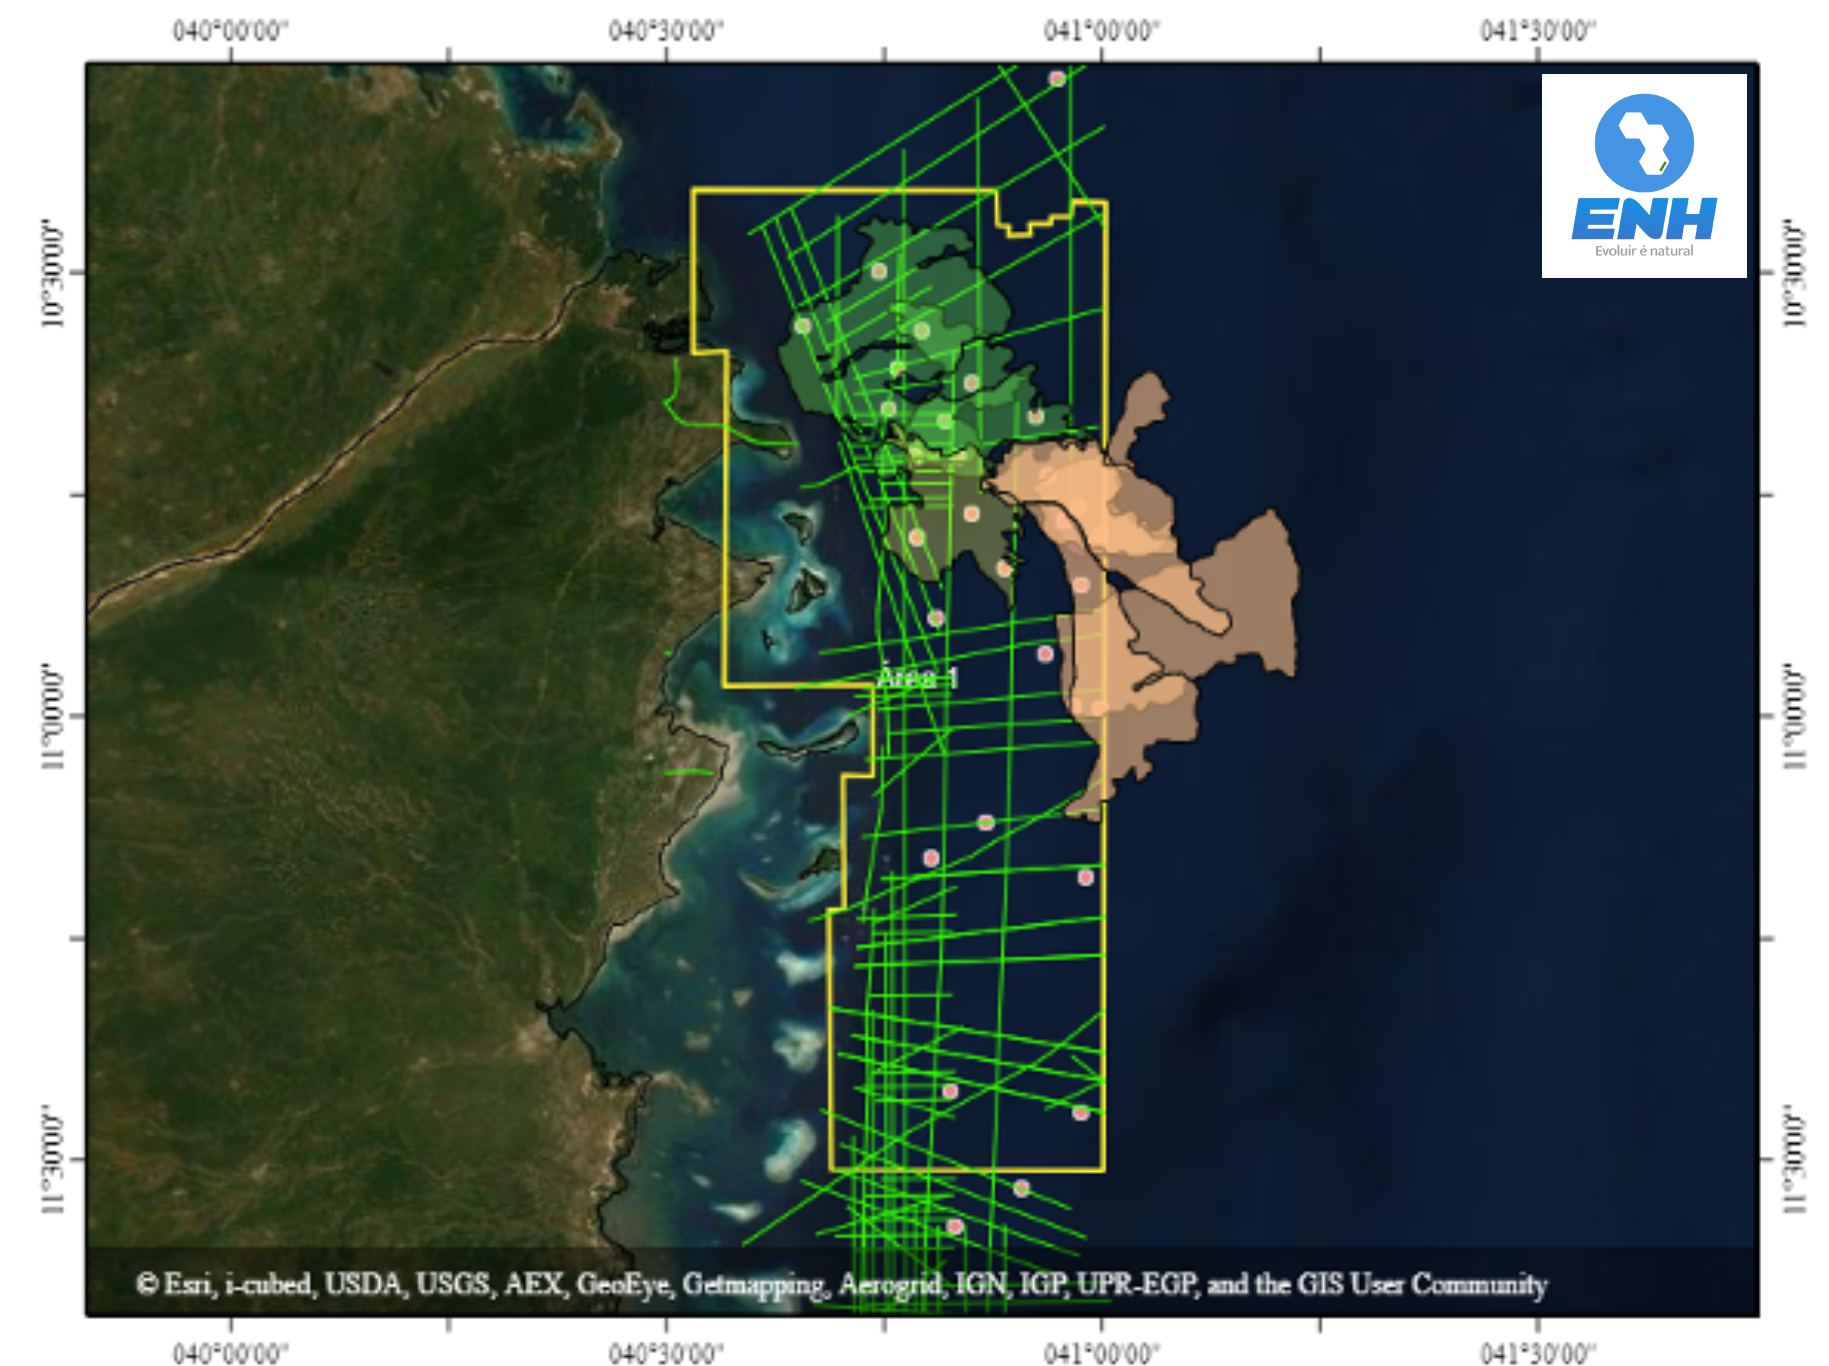 040°00'00" 040°30'00" 041°00'00" 041°30'00"
ENH
Evoluir é natural
10°30'00" 10°30'00"
Área 1
11°00'00" 11°00'00"
11°30'00" 11°30'00"
© Esri, i-cubed, USDA, USGS, AEX, GeoEye, Getmapping, Aerogrid, IGN, IGP, UPR-EGP, and the GIS User Community
040°00'00" 040°30'00" 041°00'00" 041°30'00"